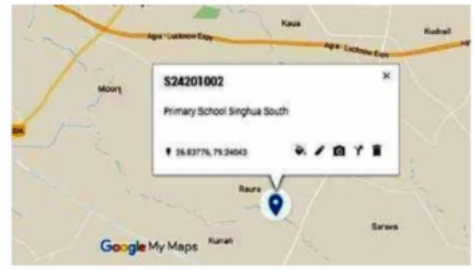 Kaua
Kudrail
Agra - Lucknow Expy
Agra - Lucknow Expy
S24201002
×
Primary School Singhua South
26.83776, 79.24043
Raura
Sarawa
Kunah
Google My Maps